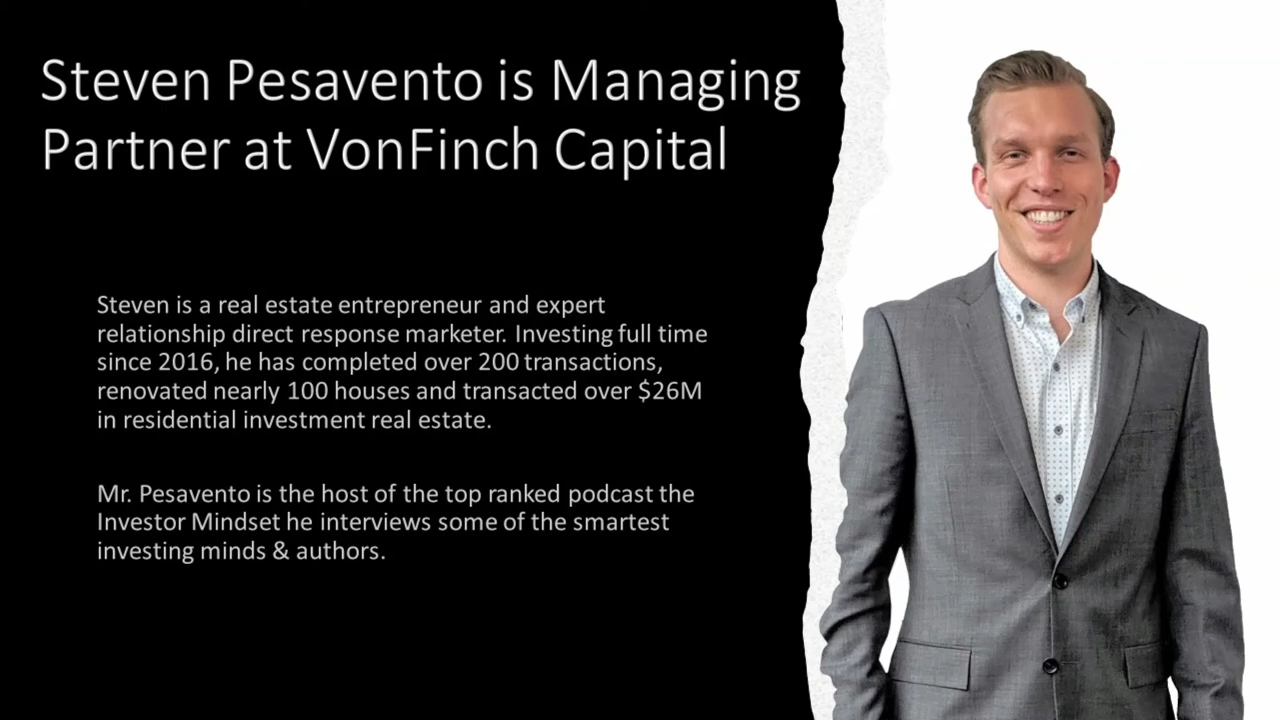 Steven Pesavento is Managing
Partner at VonFinch Capital
Steven is a real estate entrepreneur and expert
relationship direct response marketer. Investing full time
since 2016, he has completed over 200 transactions,
renovated nearly 100 houses and transacted over $26M
in residential investment real estate.
Mr. Pesavento is the host of the top ranked podcast the
Investor Mindset he interviews some of the smartest
investing minds & authors.